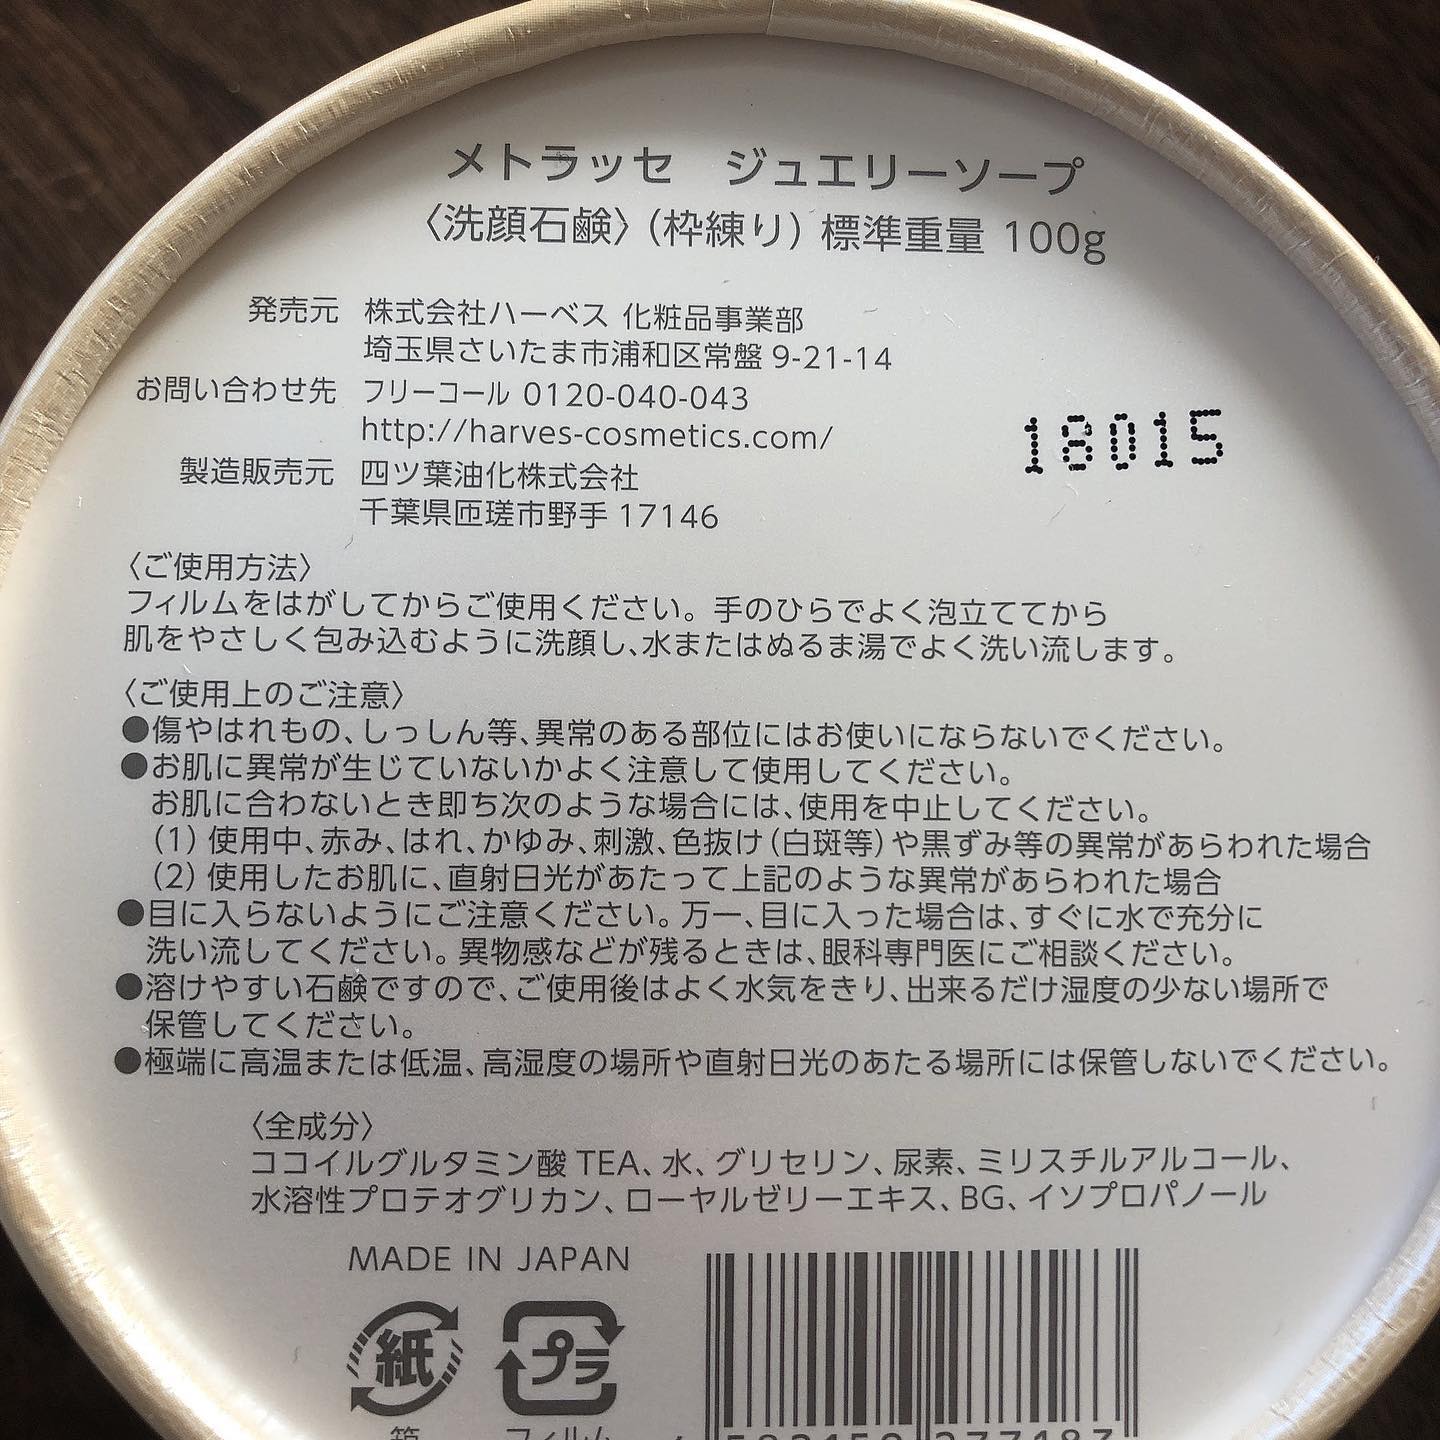 メトラッセ　ジュエリーソープ
〈洗顔石鹸〉(枠練り) 標準重量 100g
発売元 株式会社ハーベス 化粧品事業部
埼玉県さいたま市浦和区常盤 9-21-14
お問い合わせ先 フリーコール 0120-040-043
http://harves-cosmetics.com/
18015
製造販売元 四ツ葉油化株式会社
千葉県匝瑳市野手 17146
〈ご使用方法〉
フィルムをはがしてからご使用ください。手のひらでよく泡立ててから
肌をやさしく包み込むように洗顔し、水またはぬるま湯でよく洗い流します。
〈ご使用上のご注意〉
●傷やはれもの、しっしん等、異常のある部位にはお使いにならないでください。
●お肌に異常が生じていないかよく注意して使用してください。
お肌に合わないとき即ち次のような場合には、使用を中止してください。
(1) 使用中、赤み、はれ、かゆみ、刺激、色抜け(白斑等)や黒ずみ等の異常があらわれた場合
(2) 使用したお肌に、直射日光があたって上記のような異常があらわれた場合
●目に入らないようにご注意ください。万一、目に入った場合は、すぐに水で充分に
洗い流してください。異物感などが残るときは、眼科専門医にご相談ください。
●溶けやすい石鹸ですので、ご使用後はよく水気をきり、出来るだけ湿度の少ない場所で
保管してください。
●極端に高温または低温、高湿度の場所や直射日光のあたる場所には保管しないでください。
〈全成分〉
ココイルグルタミン酸 TEA、水、グリセリン、尿素、ミリスチルアルコール、
水溶性プロテオグリカン、ローヤルゼリーエキス、BG、イソプロパノール
MADE IN JAPAN
紙 プラ
箱 フィルム